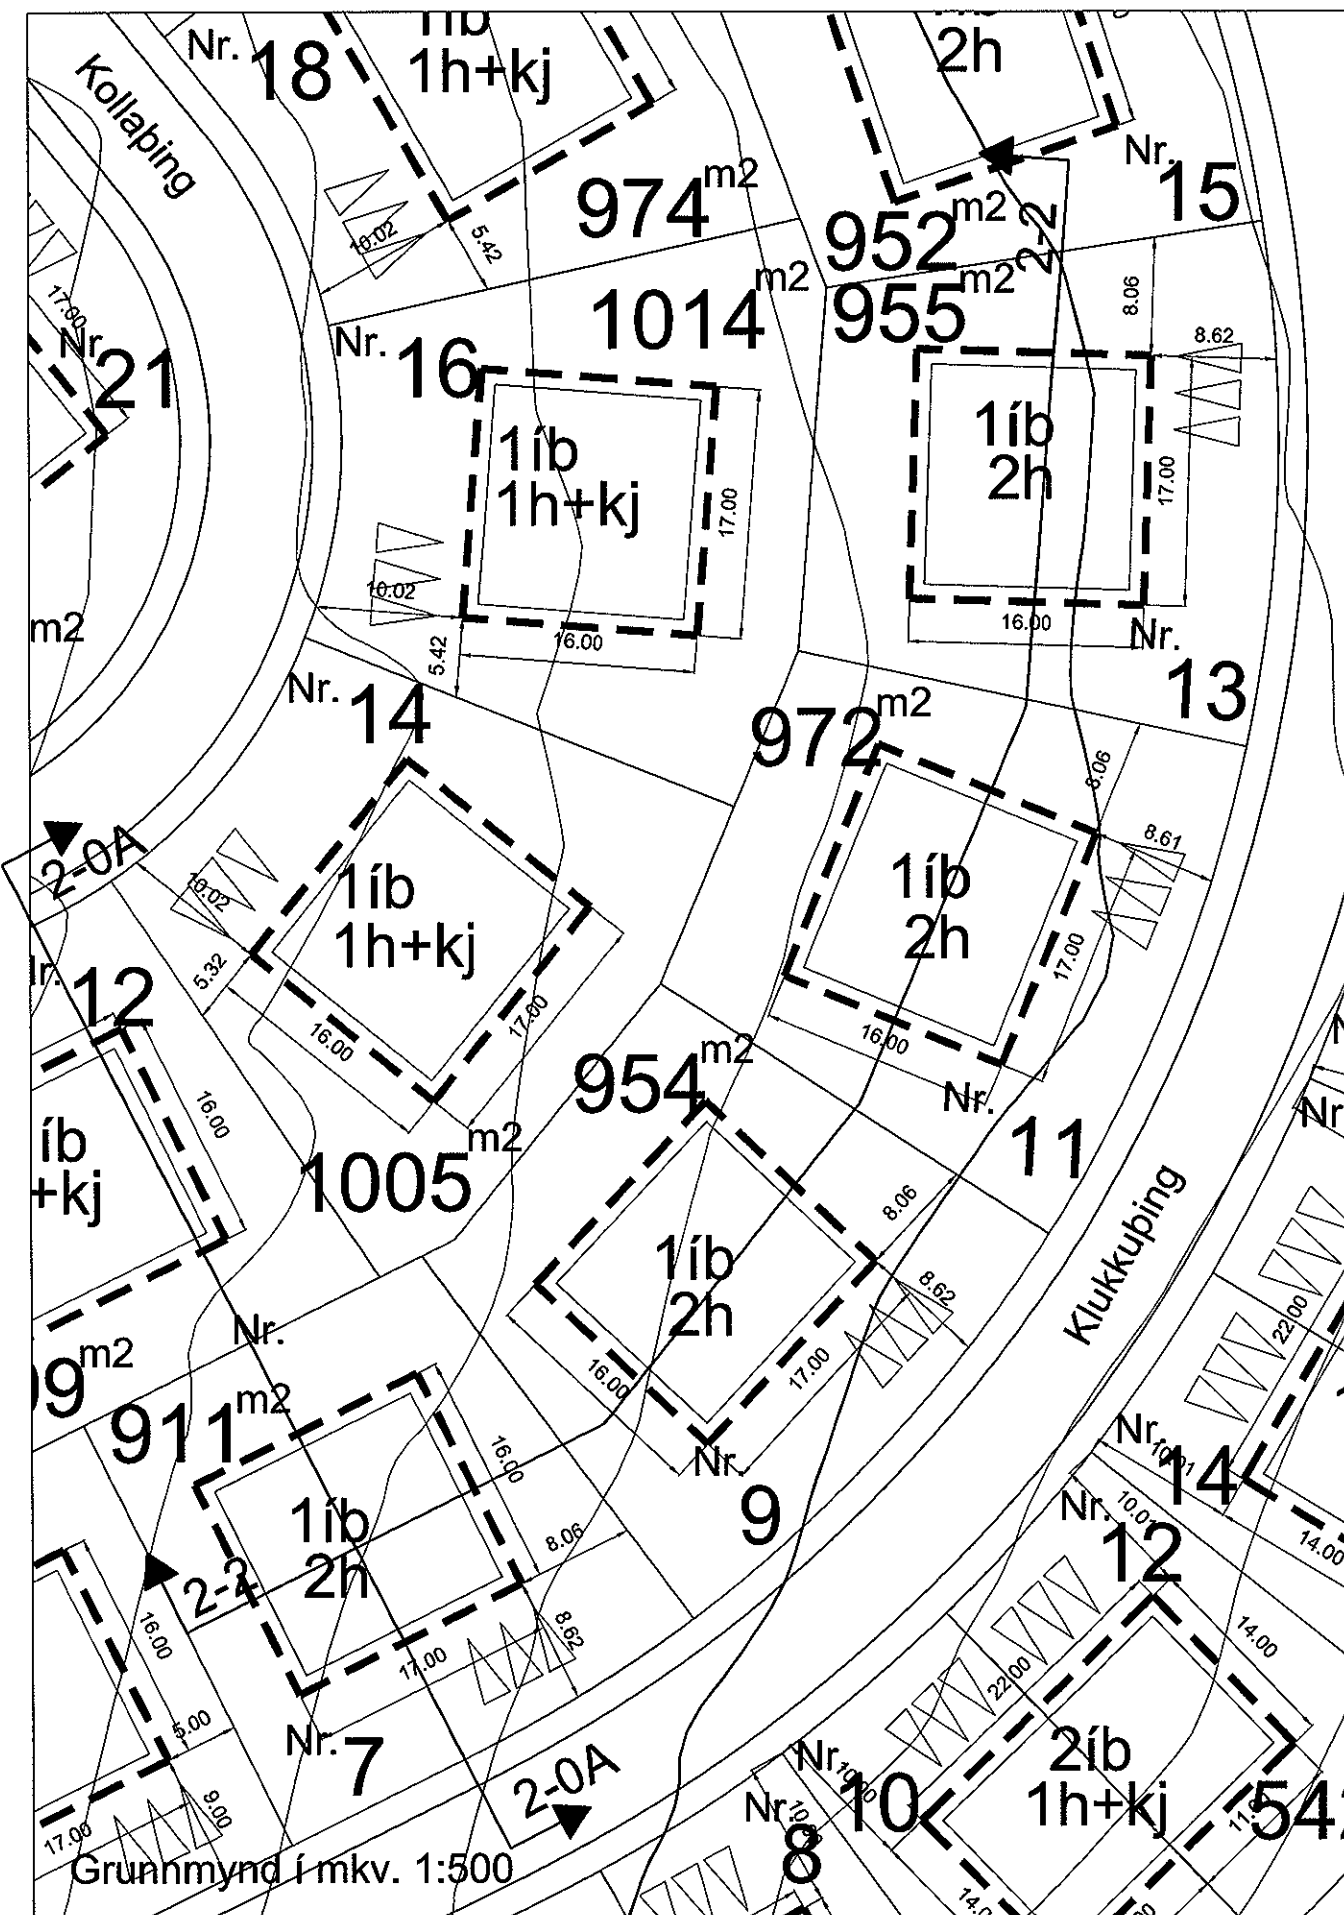 Kollaþing
Nr. 18
1íb
1h+kj
2h
Nr. 15
974 m2
952 m2
2-2
10.02
5.42
17.00
Nr. 21
1014 m2
955 m2
8.06
8.62
Nr. 16
1íb
1h+kj
17.00
1íb
2h
17.00
10.02
16.00
5.42
16.00
m2
Nr. 13
Nr. 14
972 m2
8.06
8.61
2-0A
10.02
1íb
1h+kj
1íb
2h
17.00
5.32
12
16.00
17.00
16.00
954 m2
Nr. 11
16.00
íb
+kj
1005 m2
8.06
Klukkuþing
1íb
2h
8.62
Nr.
16.00
17.00
22.00
m2
911 m2
Nr. 9
16.00
8.06
1íb
2h
2-2
16.00
17.00
8.62
Nr. 14
10.01
Nr. 12
10.01
14.00
14.00
22.00
5.00
Nr. 7
9.00
17.00
2-0A
Nr. 10
Nr. 8
2íb
1h+kj
Grunnmynd í mkv. 1:500